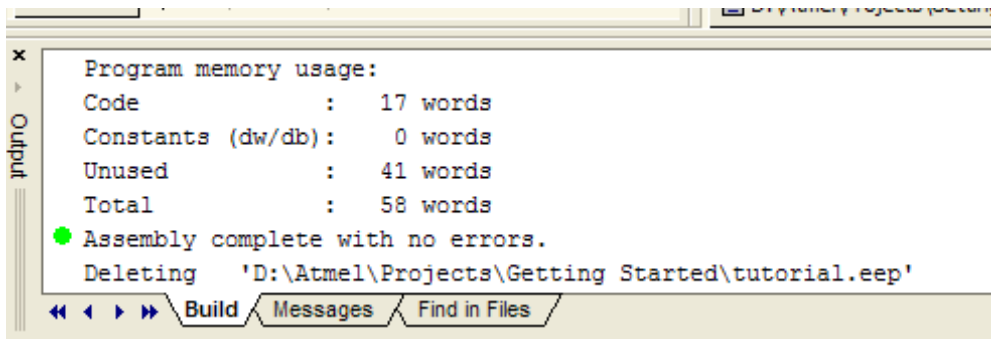 Program memory usage:
Code : 17 words
Constants (dw/db): 0 words
Unused : 41 words
Total : 58 words
Assembly complete with no errors.
Deleting 'D:\Atmel\Projects\Getting Started\tutorial.eep'
Output
Build Messages Find in Files